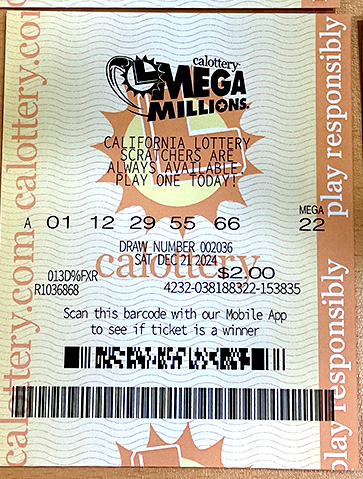 calottery
MEGA
MILLIONS
CALIFORNIA LOTTERY
SCRATCHERS ARE
ALWAYS AVAILABLE.
PLAY ONE TODAY!
MEGA
A 01 12 29 55 66 22
DRAW NUMBER 002036
SAT DEC 21 2024
calottery
$2.00
013D%FXR
R1036868 4232-038188322-153835
Scan this barcode with our Mobile App
to see if ticket is a winner
calottery.com calottery.com
play responsibly play responsibly